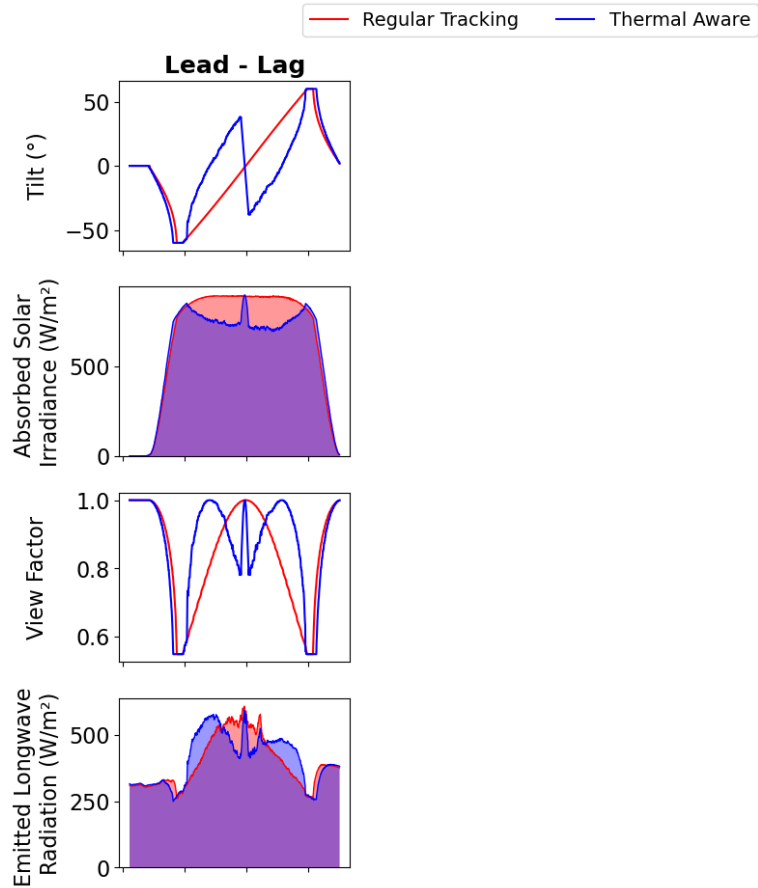 Regular Tracking
Thermal Aware
Lead - Lag
Tilt (°)
50
0
−50
Absorbed Solar
Irradiance (W/m²)
500
0
View Factor
1.0
0.8
0.6
Emitted Longwave
Radiation (W/m²)
500
250
0